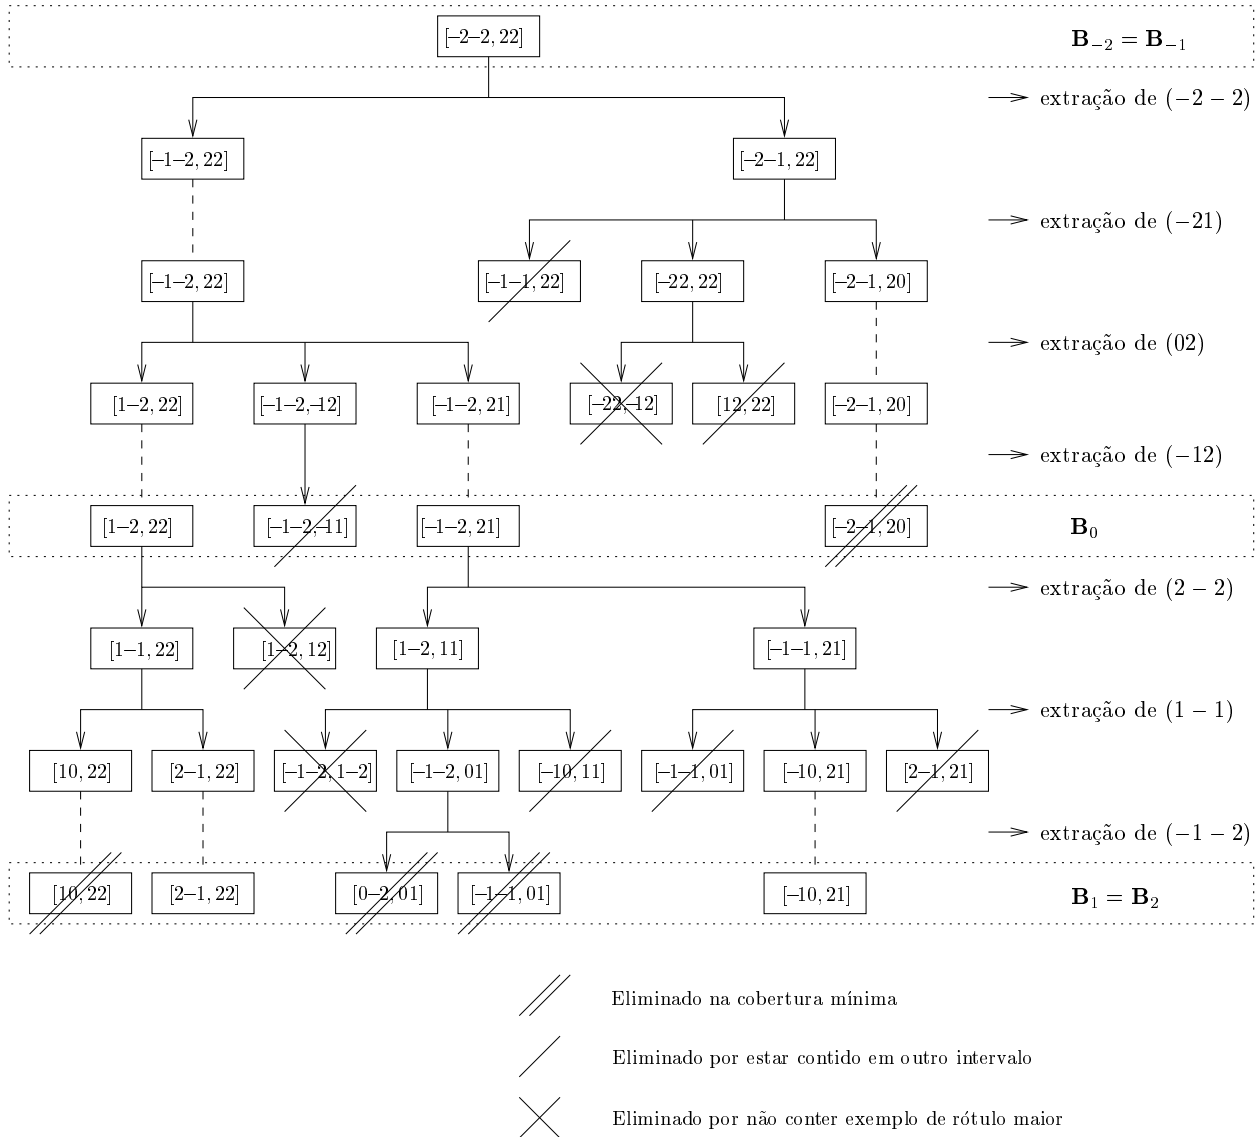 [−2−2, 22]
B₋₂ = B₋₁
extração de (−2 − 2)
[−1−2, 22]
[−2−1, 22]
extração de (−21)
[−1−2, 22]
[−1−1, 22]
[−22, 22]
[−2−1, 20]
extração de (02)
[1−2, 22]
[−1−2, −12]
[−1−2, 21]
[−22, −12]
[12, 22]
[−2−1, 20]
extração de (−12)
[1−2, 22]
[−1−2, −11]
[−1−2, 21]
[−2−1, 20]
B₀
extração de (2 − 2)
[1−1, 22]
[1−2, 12]
[1−2, 11]
[−1−1, 21]
extração de (1 − 1)
[10, 22]
[2−1, 22]
[−1−2, 1−2]
[−1−2, 01]
[−10, 11]
[−1−1, 01]
[−10, 21]
[2−1, 21]
extração de (−1 − 2)
[10, 22]
[2−1, 22]
[0−2, 01]
[−1−1, 01]
[−10, 21]
B₁ = B₂
Eliminado na cobertura mínima
Eliminado por estar contido em outro intervalo
Eliminado por não conter exemplo de rótulo maior